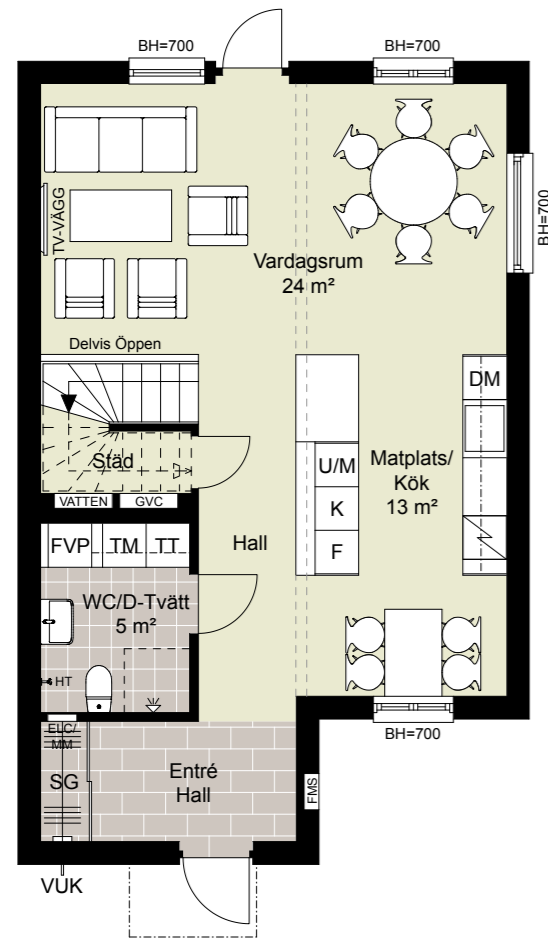 BH=700
BH=700
TV-VÄGG
BH=700
Vardagsrum
24 m²
Delvis Öppen
DM
Städ
U/M
Matplats/
Kök
13 m²
K
VATTEN
GVC
F
Hall
FVP
TM
TT
WC/D-Tvätt
5 m²
HT
BH=700
ELC/
MM
SG
Entré
Hall
FMS
VUK